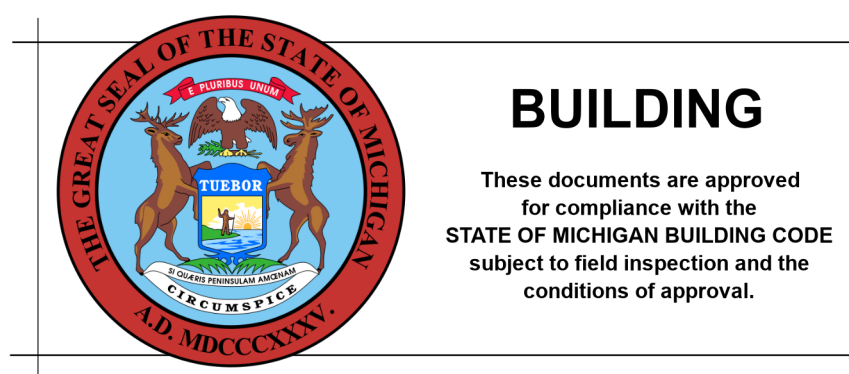 THE GREAT SEAL OF THE STATE OF MICHIGAN
E PLURIBUS UNUM
TUEBOR
SI QUÆRIS PENINSULAM AMŒNAM
CIRCUMSPICE
A.D. MDCCCXXXV.
BUILDING
These documents are approved
for compliance with the
STATE OF MICHIGAN BUILDING CODE
subject to field inspection and the
conditions of approval.